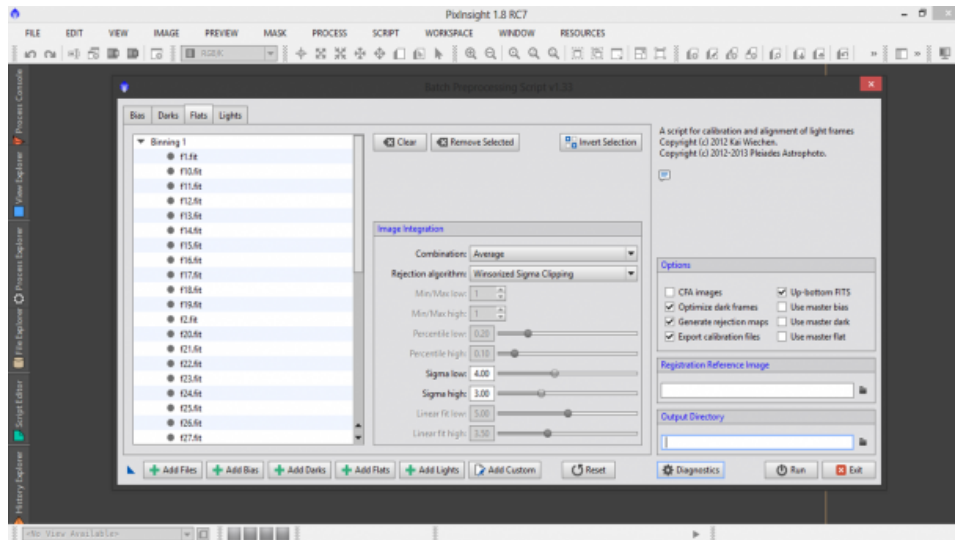 PixInsight 1.8 RC7
FILE EDIT VIEW IMAGE PREVIEW MASK PROCESS SCRIPT WORKSPACE WINDOW RESOURCES
RGBK
Process Console
View Explorer
Process Explorer
File Explorer
Script Editor
History Explorer
Batch Preprocessing Script v1.33
Bias Darks Flats Lights
Binning 1
f1.fit
f10.fit
f11.fit
f12.fit
f13.fit
f14.fit
f15.fit
f16.fit
f17.fit
f18.fit
f19.fit
f2.fit
f20.fit
f21.fit
f22.fit
f23.fit
f24.fit
f25.fit
f26.fit
f27.fit
Clear Remove Selected Invert Selection
Image Integration
Combination: Average
Rejection algorithm: Winsorized Sigma Clipping
Min/Max low: 1
Min/Max high: 1
Percentile low: 0.20
Percentile high: 0.10
Sigma low: 4.00
Sigma high: 3.00
Linear fit low: 5.00
Linear fit high: 3.50
A script for calibration and alignment of light frames
Copyright (c) 2012 Kai Wiechen.
Copyright (c) 2012-2013 Pleiades Astrophoto.
Options
CFA images Up-bottom FITS
Optimize dark frames Use master bias
Generate rejection maps Use master dark
Export calibration files Use master flat
Registration Reference Image
Output Directory
Add Files Add Bias Add Darks Add Flats Add Lights Add Custom Reset Diagnostics Run Exit
<No View Available>